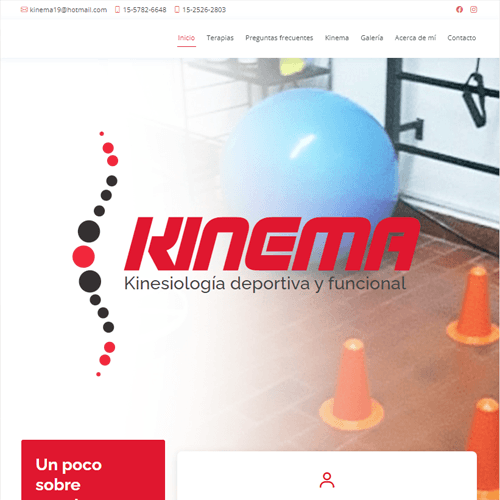 kinema19@hotmail.com 15-5782-6648 15-2526-2803
Inicio Terapias Preguntas frecuentes Kinema Galería Acerca de mí Contacto
KINEMA
Kinesiología deportiva y funcional
Un poco
sobre